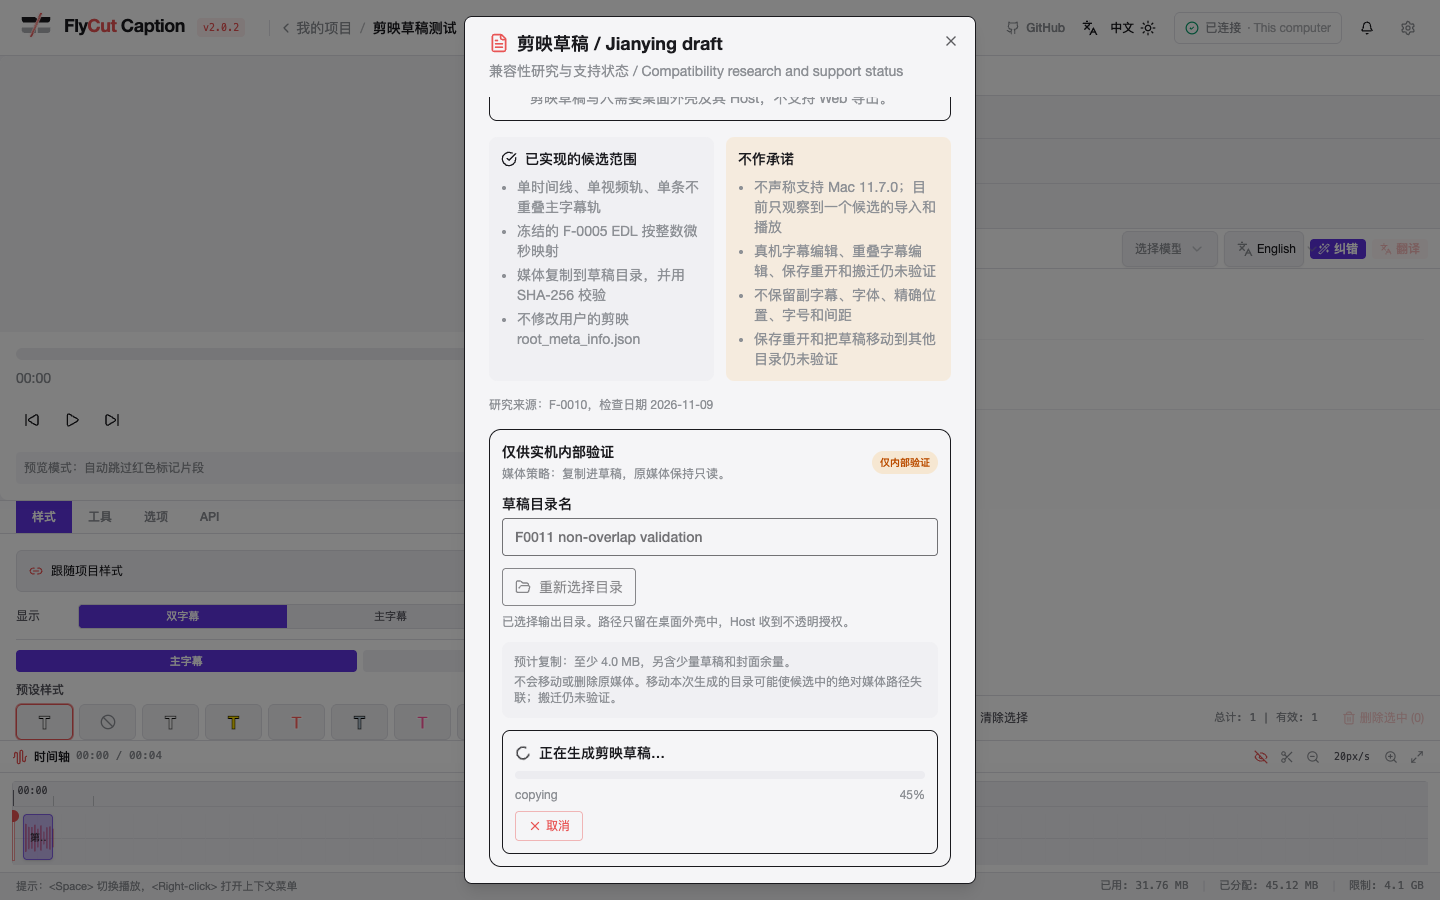 FlyCut Caption
v2.0.2
我的项目 / 剪映草稿测试
GitHub
中文
已连接 · This computer
剪映草稿 / Jianying draft
兼容性研究与支持状态 / Compatibility research and support status
剪映草稿写入需要桌面外壳及其 Host，不支持 Web 导出。
已实现的候选范围
单时间线、单视频轨、单条不
重叠主字幕轨
冻结的 F-0005 EDL 按整数微
秒映射
媒体复制到草稿目录，并用
SHA-256 校验
不修改用户的剪映
root_meta_info.json
不作承诺
不声称支持 Mac 11.7.0；目
前只观察到一个候选的导入和
播放
真机字幕编辑、重叠字幕编
辑、保存重开和搬迁仍未验证
不保留副字幕、字体、精确位
置、字号和间距
保存重开和把草稿移动到其他
目录仍未验证
研究来源：F-0010，检查日期 2026-11-09
仅供实机内部验证
媒体策略：复制进草稿，原媒体保持只读。
仅内部验证
草稿目录名
F0011 non-overlap validation
重新选择目录
已选择输出目录。路径只留在桌面外壳中，Host 收到不透明授权。
预计复制：至少 4.0 MB，另含少量草稿和封面余量。
不会移动或删除原媒体。移动本次生成的目录可能使候选中的绝对媒体路径失
联；搬迁仍未验证。
正在生成剪映草稿...
copying
45%
取消
选择模型
English
纠错
翻译
00:00
预览模式：自动跳过红色标记片段
样式
工具
选项
API
跟随项目样式
显示
双字幕
主字幕
主字幕
预设样式
T
T
T
T
T
T
清除选择
总计: 1 | 有效: 1
删除选中 (0)
时间轴
00:00 / 00:04
20px/s
00:00
第...
提示：<Space> 切换播放，<Right-click> 打开上下文菜单
已用: 31.76 MB
已分配: 45.12 MB
限制: 4.1 GB